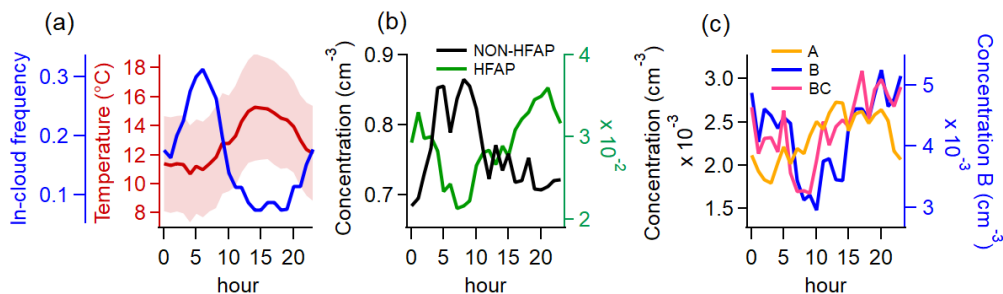 (a)
In-cloud frequency
0.3
0.2
0.1
Temperature (°C)
18
16
14
12
10
8
0 5 10 15 20
hour
(b)
Concentration (cm-3)
0.9
0.8
0.7
NON-HFAP
HFAP
4
3
2
Concentration (cm-3)
x 10-2
0 5 10 15 20
hour
(c)
Concentration (cm-3)
x 10-3
3.0
2.5
2.0
1.5
A
B
BC
5
4
3
Concentration B (cm-3)
x 10-3
0 5 10 15 20
hour